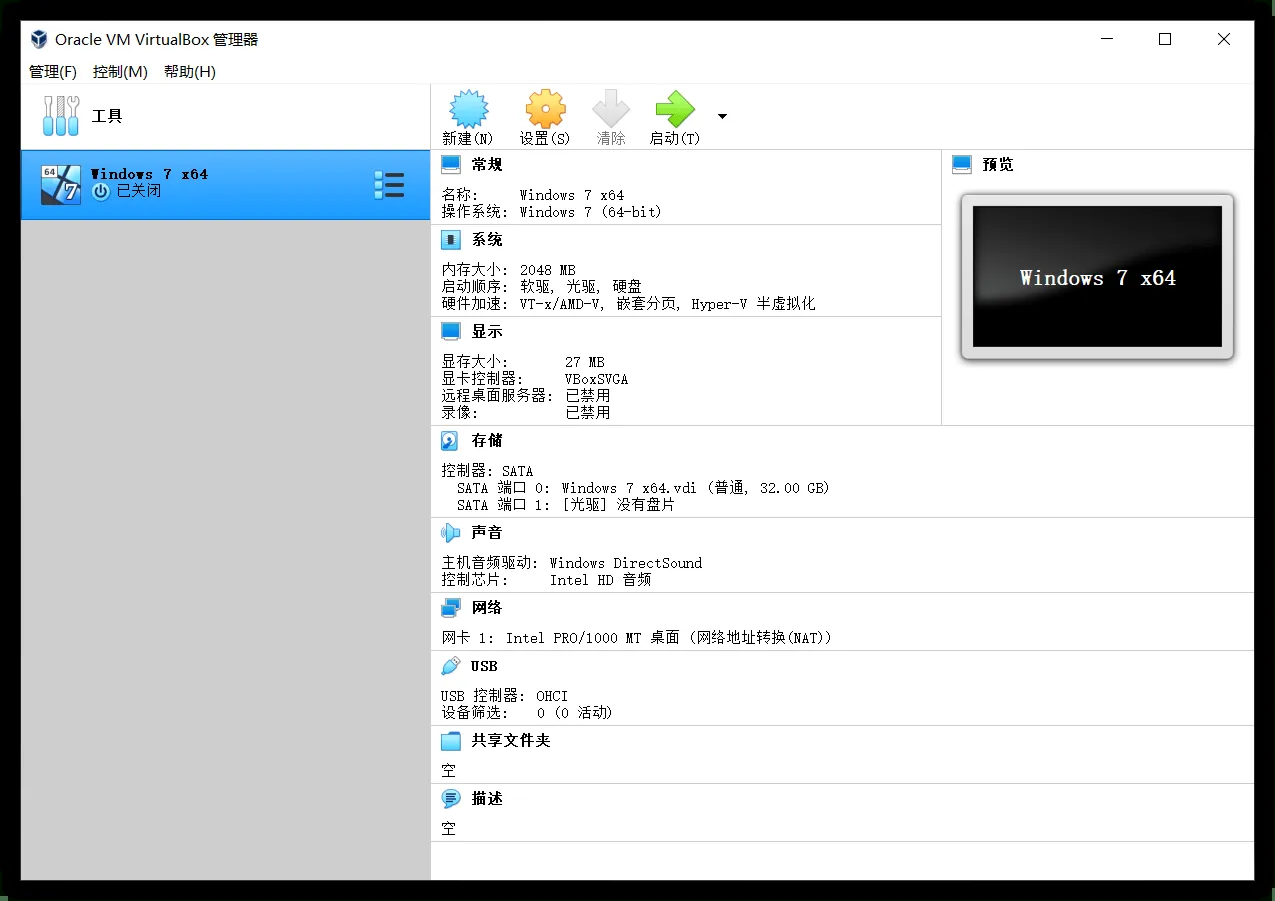 Oracle VM VirtualBox 管理器
管理(F) 控制(M) 帮助(H)
工具
新建(N) 设置(S) 清除 启动(T)
64
7
Windows 7 x64
已关闭
常规
名称: Windows 7 x64
操作系统: Windows 7 (64-bit)
系统
内存大小: 2048 MB
启动顺序: 软驱, 光驱, 硬盘
硬件加速: VT-x/AMD-V, 嵌套分页, Hyper-V 半虚拟化
显示
显存大小: 27 MB
显卡控制器: VBoxSVGA
远程桌面服务器: 已禁用
录像: 已禁用
预览
Windows 7 x64
存储
控制器: SATA
SATA 端口 0: Windows 7 x64.vdi (普通, 32.00 GB)
SATA 端口 1: [光驱] 没有盘片
声音
主机音频驱动: Windows DirectSound
控制芯片: Intel HD 音频
网络
网卡 1: Intel PRO/1000 MT 桌面 (网络地址转换(NAT))
USB
USB 控制器: OHCI
设备筛选: 0 (0 活动)
共享文件夹
空
描述
空